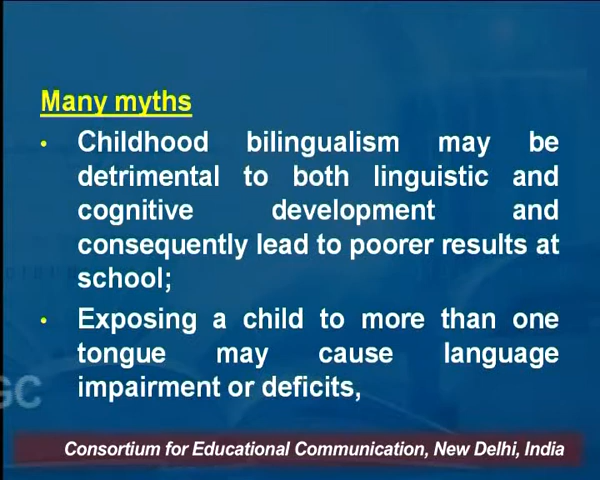 Many myths
• Childhood bilingualism may be
detrimental to both linguistic and
cognitive development and
consequently lead to poorer results at
school;
• Exposing a child to more than one
tongue may cause language
impairment or deficits,
GC
Consortium for Educational Communication, New Delhi, India